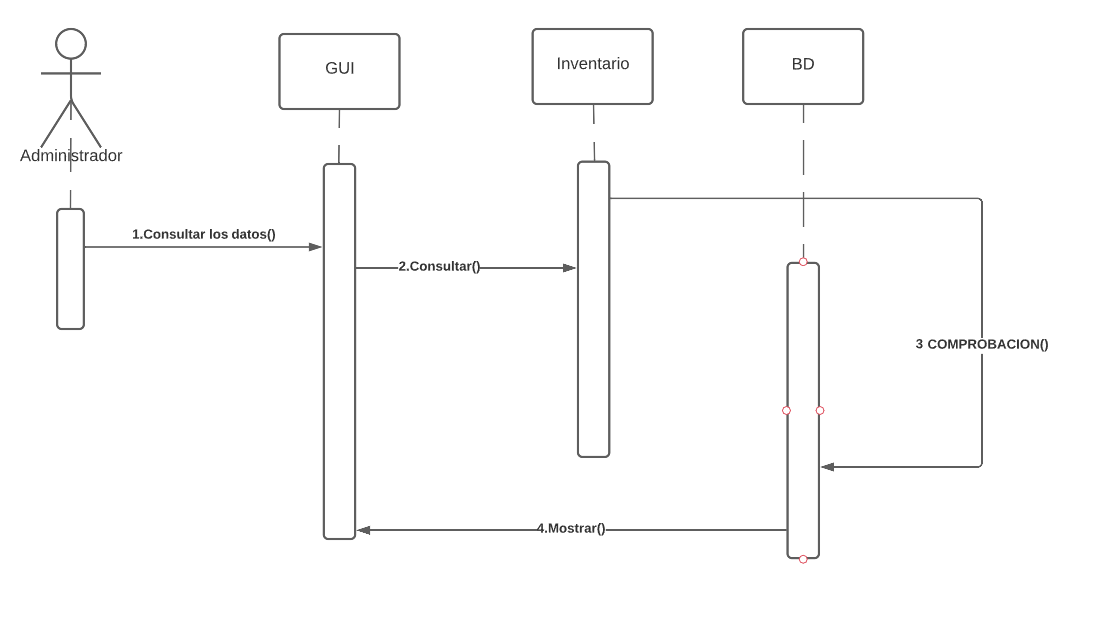 GUI
Inventario
BD
Administrador
1.Consultar los datos()
2.Consultar()
3 COMPROBACION()
4.Mostrar()